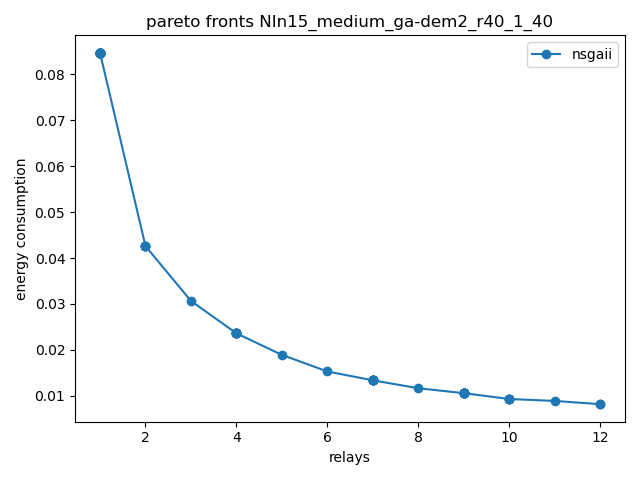 pareto fronts NIn15_medium_ga-dem2_r40_1_40
nsgaii
energy consumption
0.08
0.07
0.06
0.05
0.04
0.03
0.02
0.01
2 4 6 8 10 12
relays